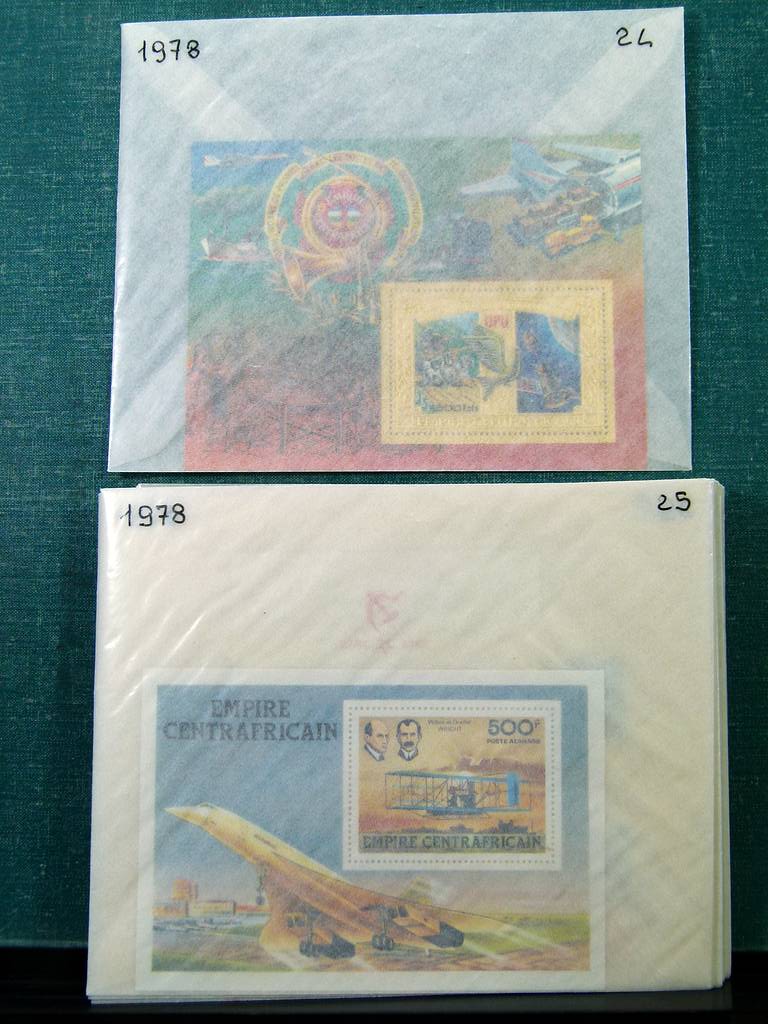 1978
24
UPU
1978
25
EMPIRE
CENTRAFRICAIN
WRIGHT
500F
POSTE AERIENNE
EMPIRE CENTRAFRICAIN